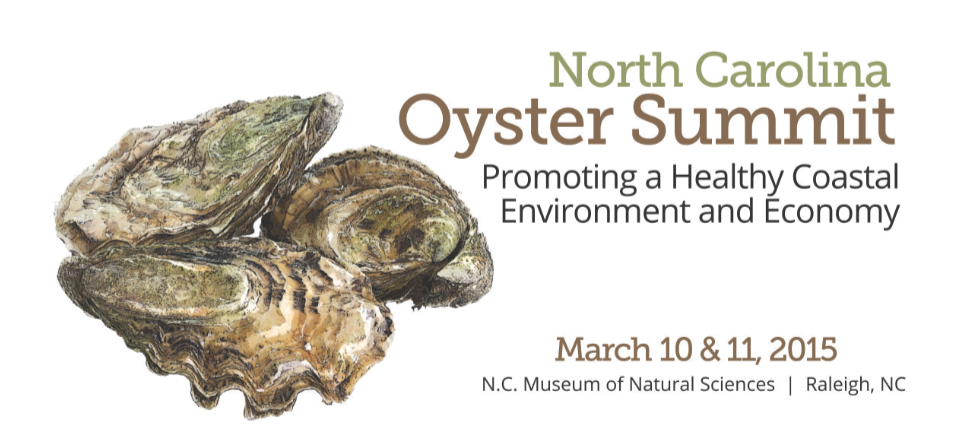 North Carolina
Oyster Summit
Promoting a Healthy Coastal
Environment and Economy
March 10 & 11, 2015
N.C. Museum of Natural Sciences | Raleigh, NC